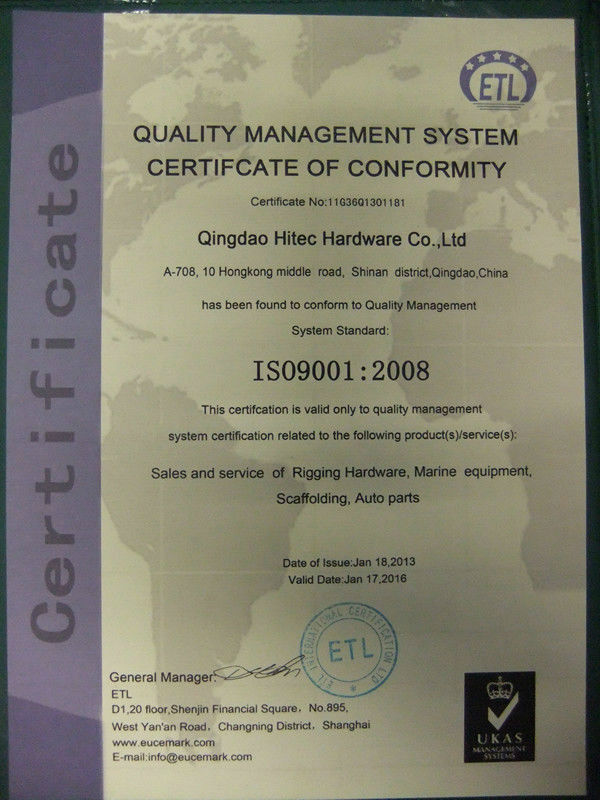 Certificate
ETL
QUALITY MANAGEMENT SYSTEM
CERTIFCATE OF CONFORMITY
Certificate No:11G36Q1301181
Qingdao Hitec Hardware Co.,Ltd
A-708, 10 Hongkong middle road, Shinan district,Qingdao,China
has been found to conform to Quality Management
System Standard:
ISO9001:2008
This certifcation is valid only to quality management
system certification related to the following product(s)/service(s):
Sales and service of Rigging Hardware, Marine equipment,
Scaffolding, Auto parts
Date of Issue:Jan 18,2013
Valid Date:Jan 17,2016
ETL INTERNATIONAL CERTIFICATION LTD
ETL
General Manager:
ETL
D1,20 floor,Shenjin Financial Square, No.895,
West Yan'an Road, Changning District, Shanghai
www.eucemark.com
E-mail:info@eucemark.com
UKAS
MANAGEMENT
SYSTEMS